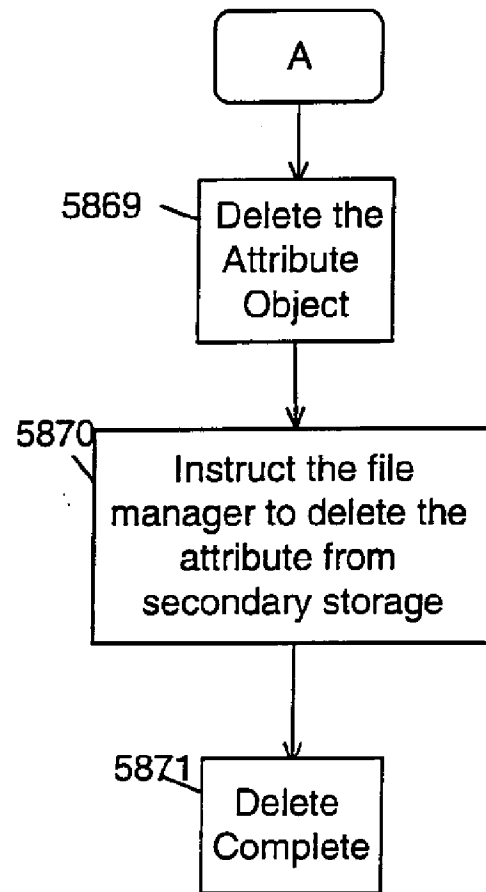 A
5869
Delete the
Attribute
Object
5870
Instruct the file
manager to delete the
attribute from
secondary storage
5871
Delete
Complete